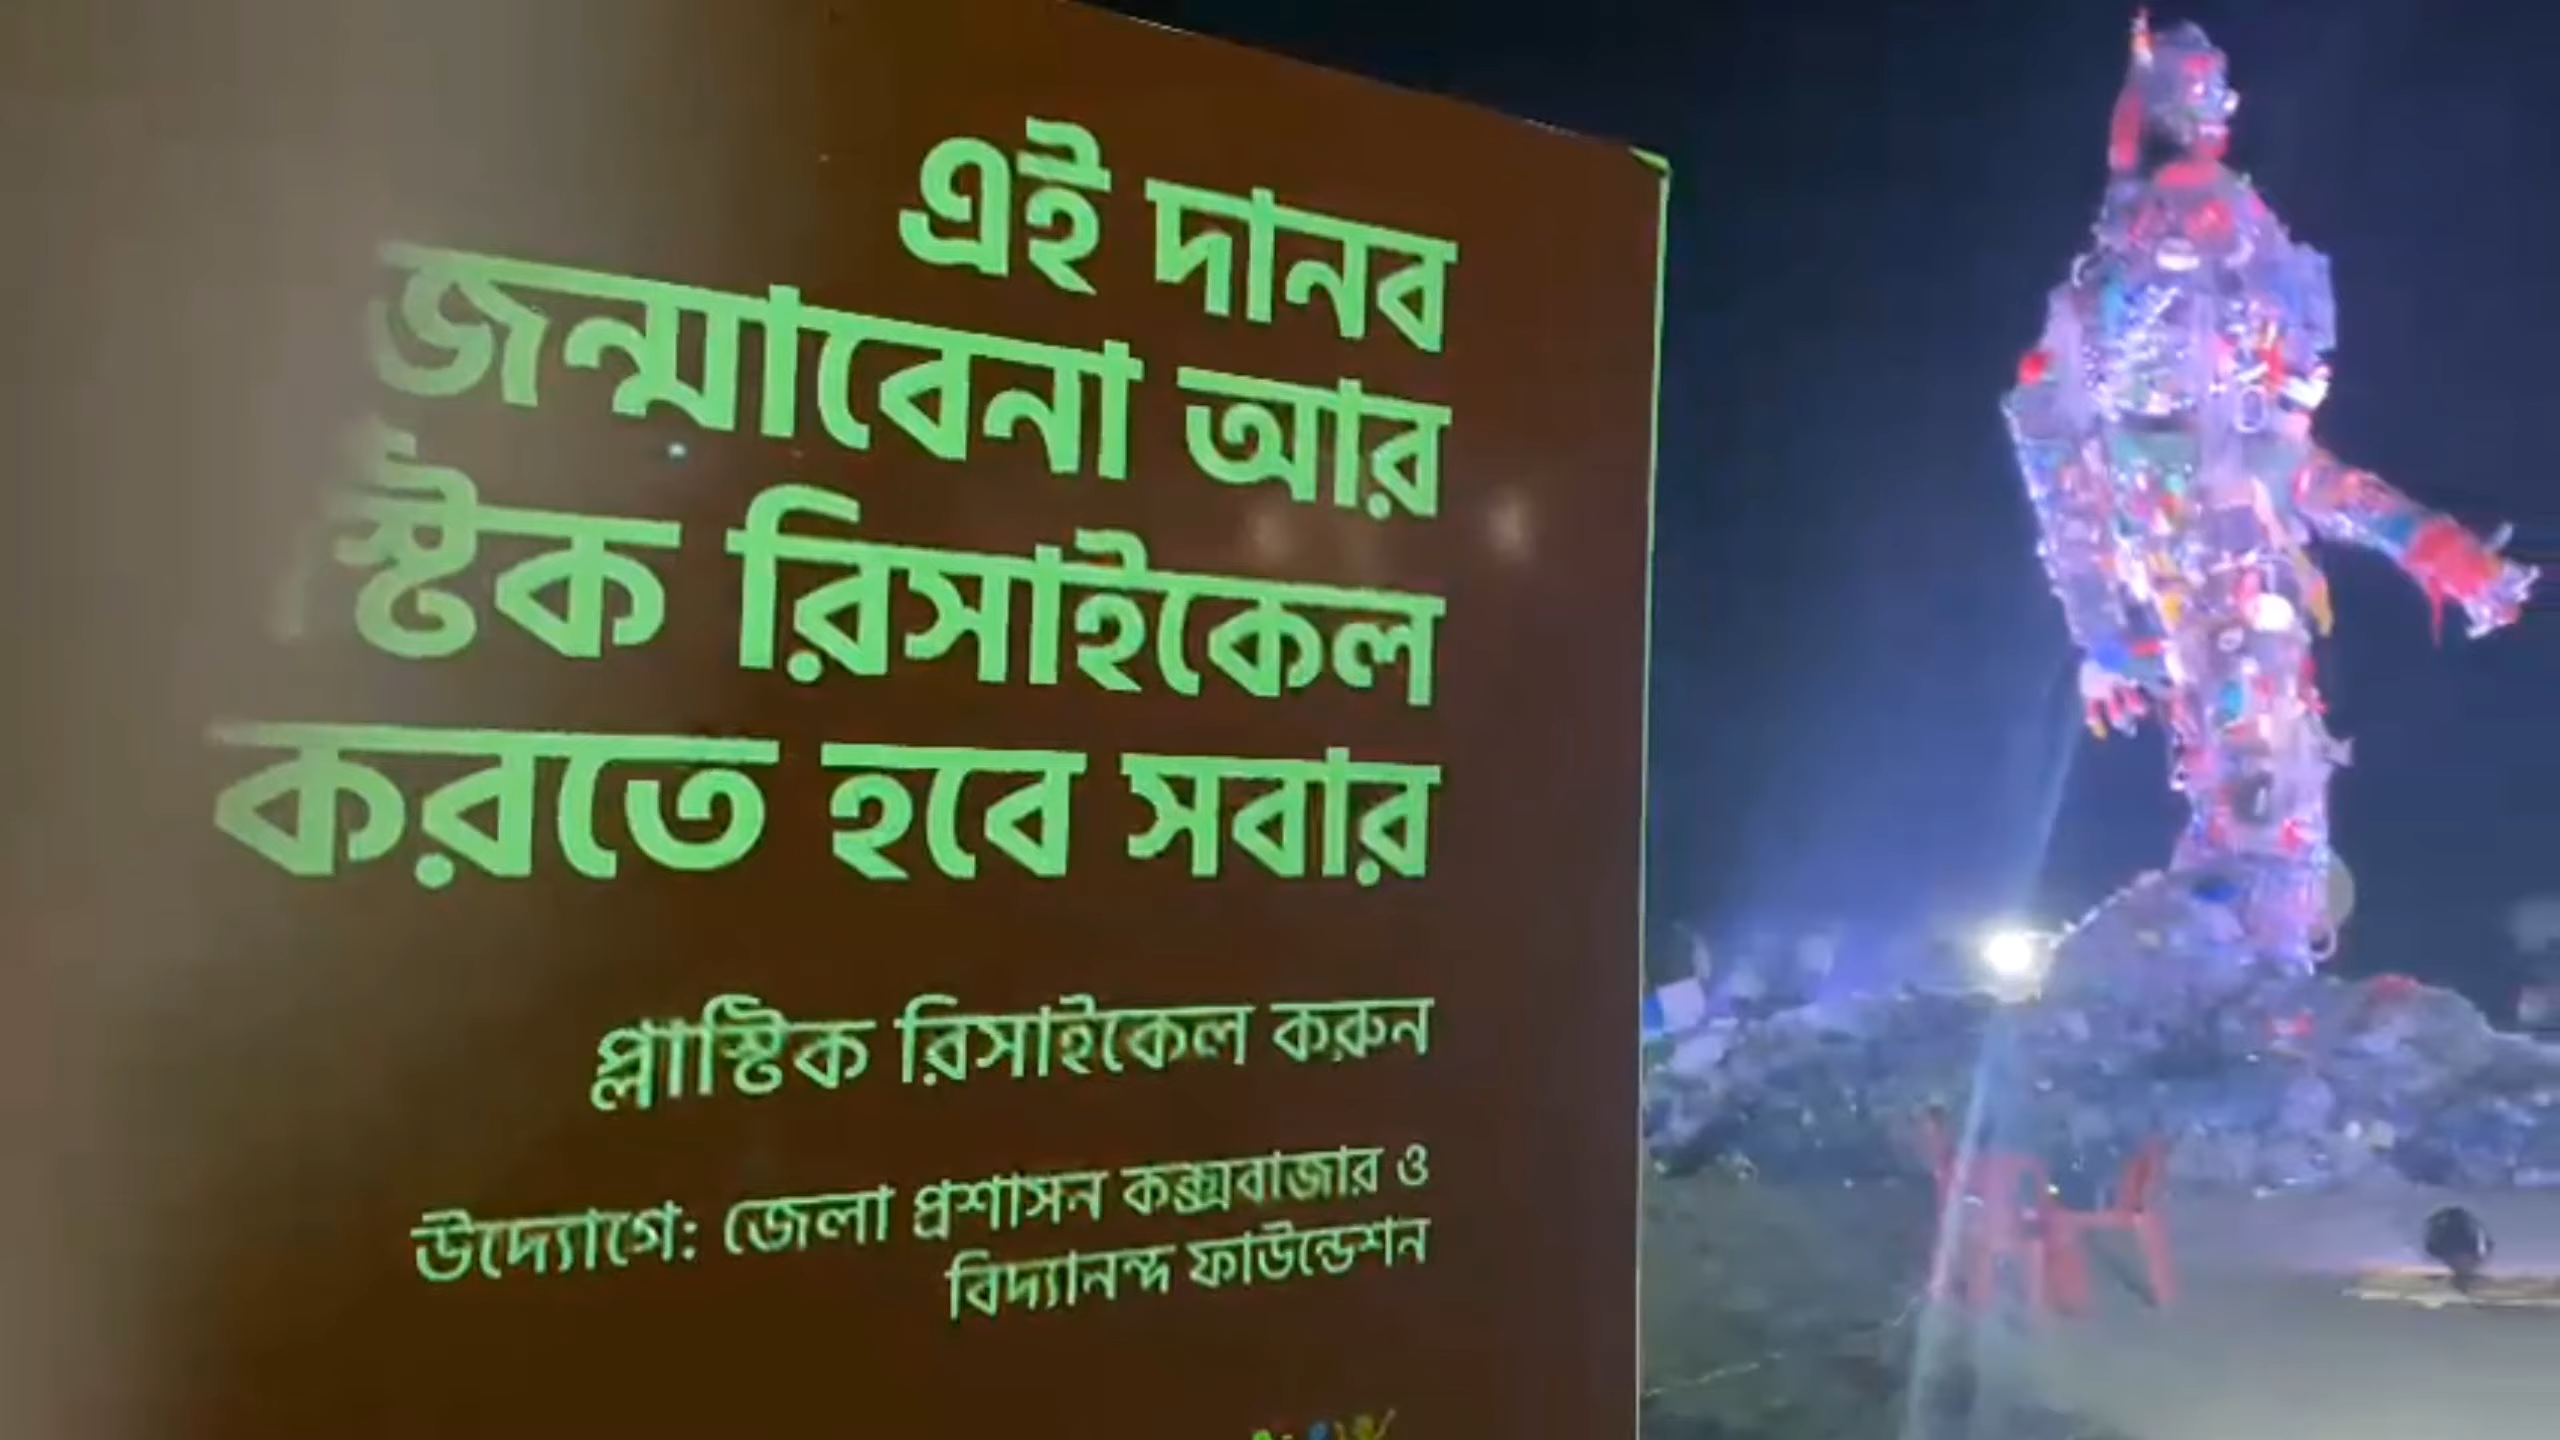 এই দানব
জন্মাবেনা আর
রিসাইকেল
করতে হবে সবার
প্লাস্টিক রিসাইকেল করুন
উদ্যোগে: জেলা প্রশাসন কক্সবাজার ও
বিদ্যানন্দ ফাউন্ডেশন